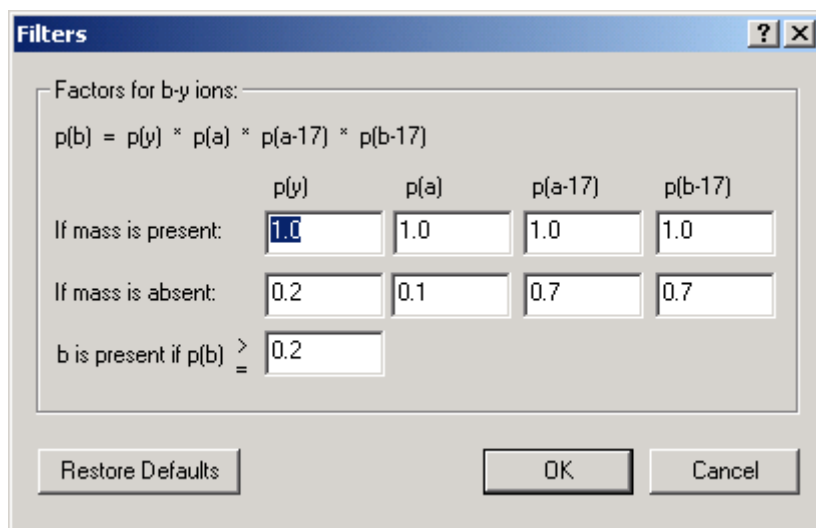 Filters
Factors for b-y ions:
p(b) = p(y) * p(a) * p(a-17) * p(b-17)
p(y) p(a) p(a-17) p(b-17)
If mass is present: 1.0 1.0 1.0 1.0
If mass is absent: 0.2 0.1 0.7 0.7
b is present if p(b) >= 0.2
Restore Defaults OK Cancel